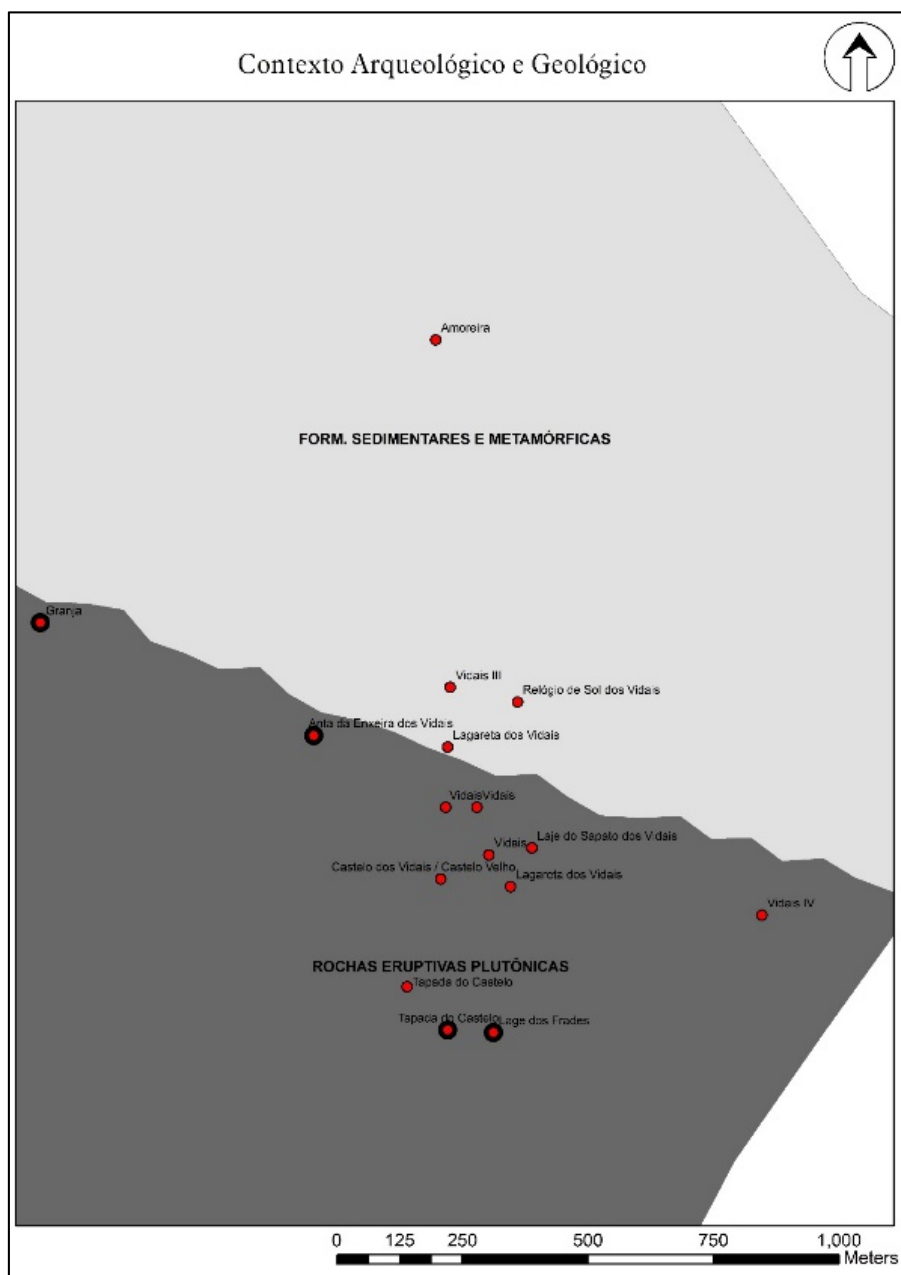 Contexto Arqueológico e Geológico
Amoreira
FORM. SEDIMENTARES E METAMÓRFICAS
Granja
Vicais III
Relógio de Sol dos Vidais
Anta da Enxeira dos Vidais
Lagareta dos Vidais
Vidais
Vidais
Laje do Sapato dos Vidais
Vidais
Castelo dos Vidais / Castelo Velho
Lagareta dos Vidais
Vidais IV
ROCHAS ERUPTIVAS PLUTÔNICAS
Tapada do Castelo
Tapada do Castelo
Lage dos Frades
0 125 250 500 750 1,000
Meters